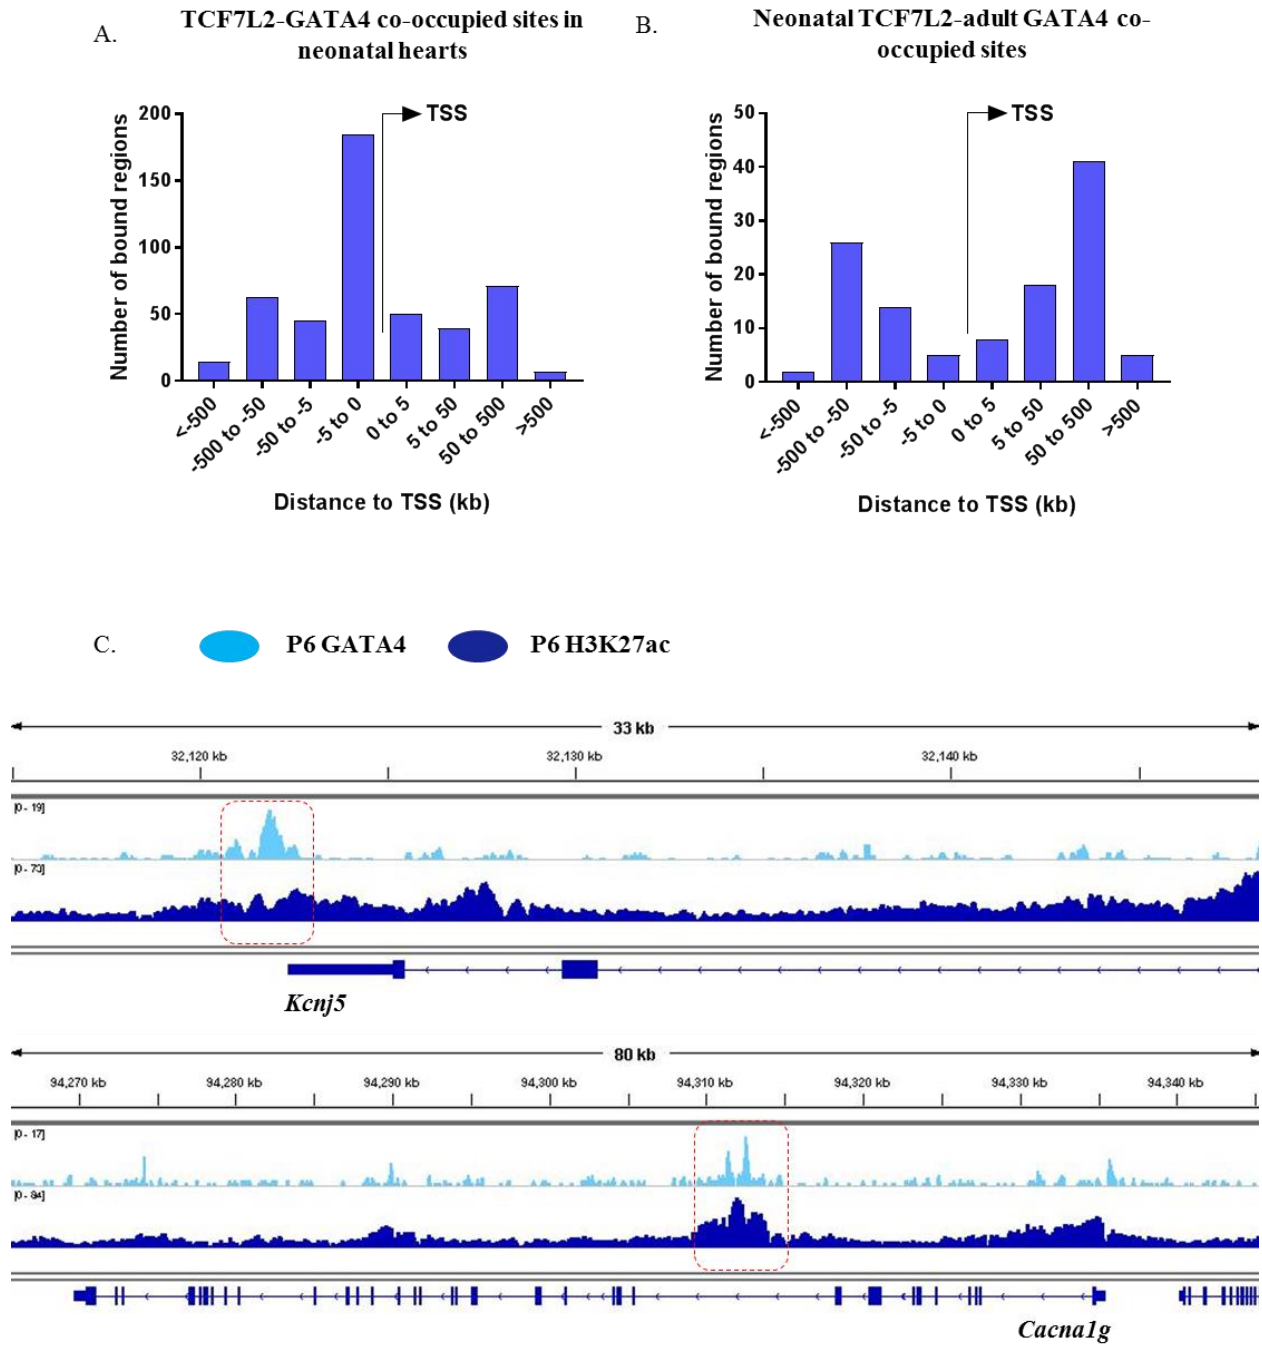 A.
TCF7L2-GATA4 co-occupied sites in
neonatal hearts
200
150
100
50
0
Number of bound regions
TSS
<-500
-500 to -50
-50 to -5
-5 to 0
0 to 5
5 to 50
50 to 500
>500
Distance to TSS (kb)
B.
Neonatal TCF7L2-adult GATA4 co-
occupied sites
50
40
30
20
10
0
Number of bound regions
TSS
<-500
-500 to -50
-50 to -5
-5 to 0
0 to 5
5 to 50
50 to 500
>500
Distance to TSS (kb)
C.
P6 GATA4
P6 H3K27ac
33 kb
32,120 kb 32,130 kb 32,140 kb
[0 - 19]
[0 - 73]
Kcnj5
80 kb
94,270 kb 94,280 kb 94,290 kb 94,300 kb 94,310 kb 94,320 kb 94,330 kb 94,340 kb
[0 - 17]
[0 - 84]
Cacna1g